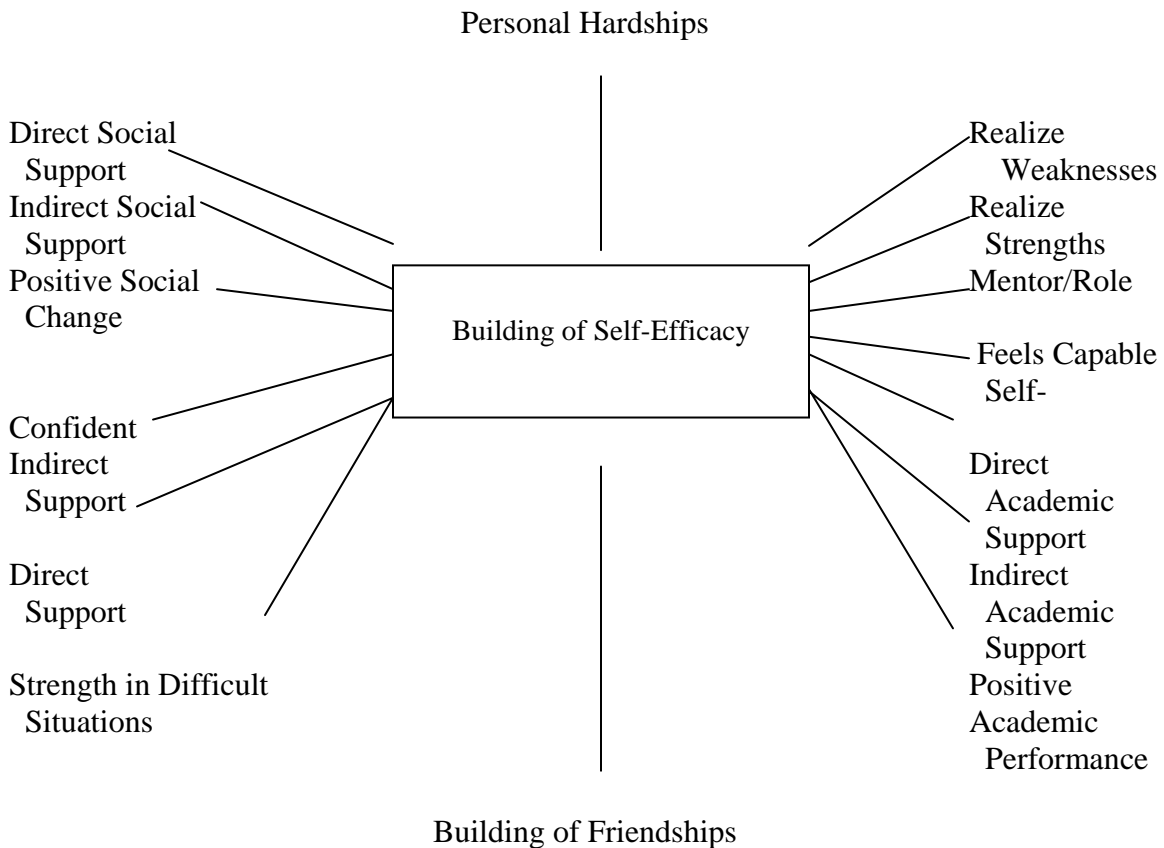 Personal Hardships
Direct Social
Support
Indirect Social
Support
Positive Social
Change
Confident
Indirect
Support
Direct
Support
Strength in Difficult
Situations
Building of Self-Efficacy
Realize
Weaknesses
Realize
Strengths
Mentor/Role
Feels Capable
Self-
Direct
Academic
Support
Indirect
Academic
Support
Positive
Academic
Performance
Building of Friendships